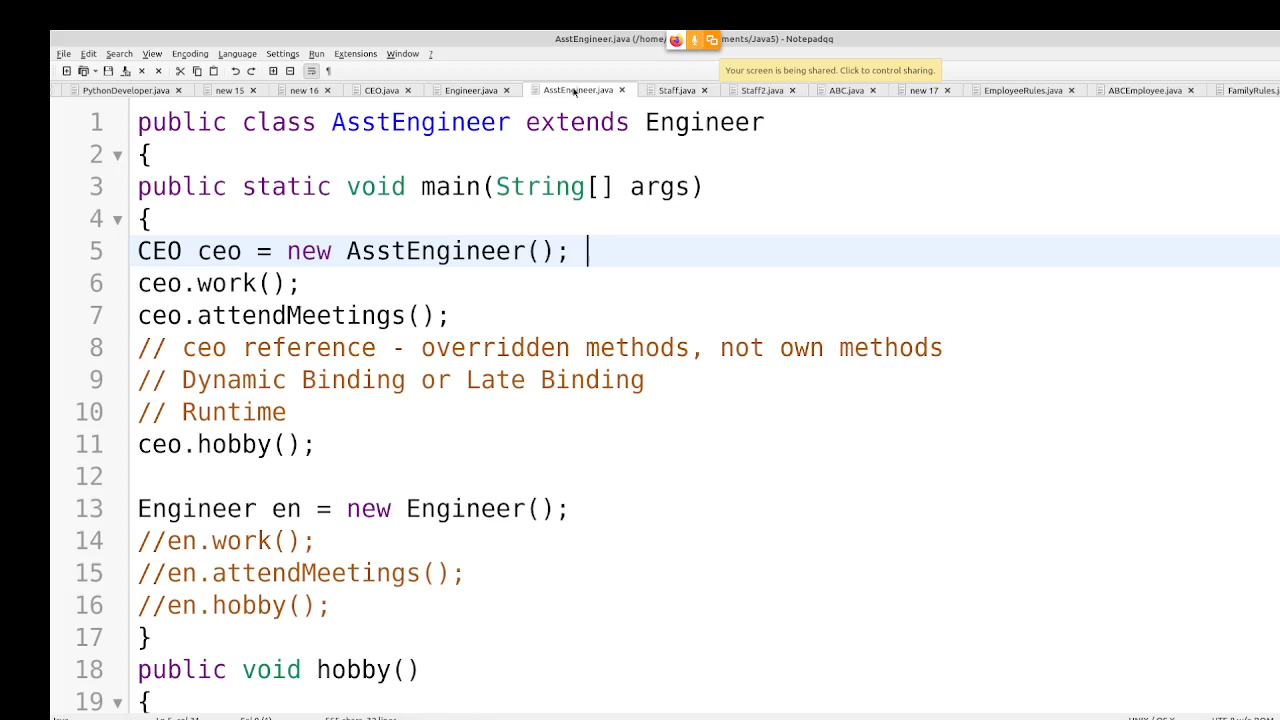 AsstEngineer.java (/home/ ments/Java5) - Notepadqq
File Edit Search View Encoding Language Settings Run Extensions Window ?
Your screen is being shared. Click to control sharing.
PythonDeveloper.java new 15 new 16 CEO.java Engineer.java AsstEngineer.java Staff.java Staff2.java ABC.java new 17 EmployeeRules.java ABCEmployee.java FamilyRules.j
1 public class AsstEngineer extends Engineer
2 {
3 public static void main(String[] args)
4 {
5 CEO ceo = new AsstEngineer();
6 ceo.work();
7 ceo.attendMeetings();
8 // ceo reference - overridden methods, not own methods
9 // Dynamic Binding or Late Binding
10 // Runtime
11 ceo.hobby();
12
13 Engineer en = new Engineer();
14 //en.work();
15 //en.attendMeetings();
16 //en.hobby();
17 }
18 public void hobby()
19 {